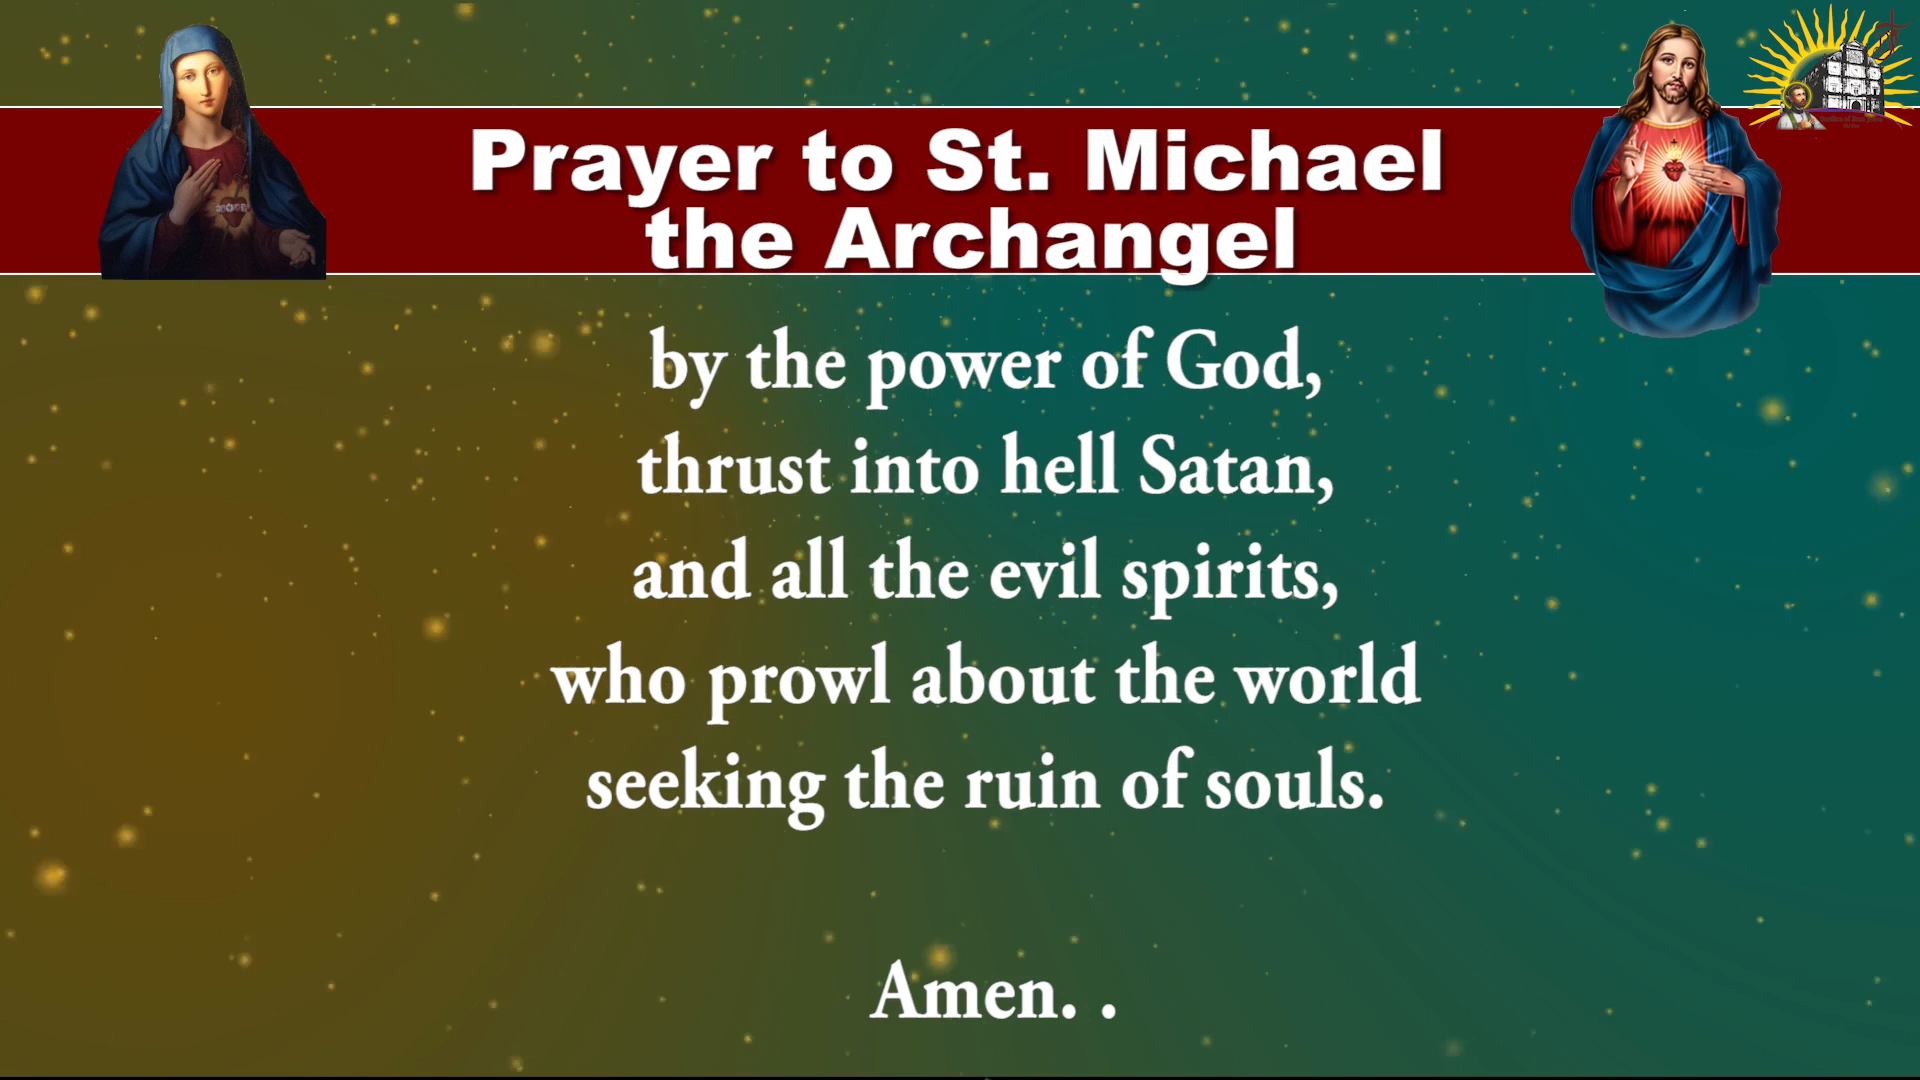 Prayer to St. Michael
the Archangel
by the power of God,
thrust into hell Satan,
and all the evil spirits,
who prowl about the world
seeking the ruin of souls.
Amen. .